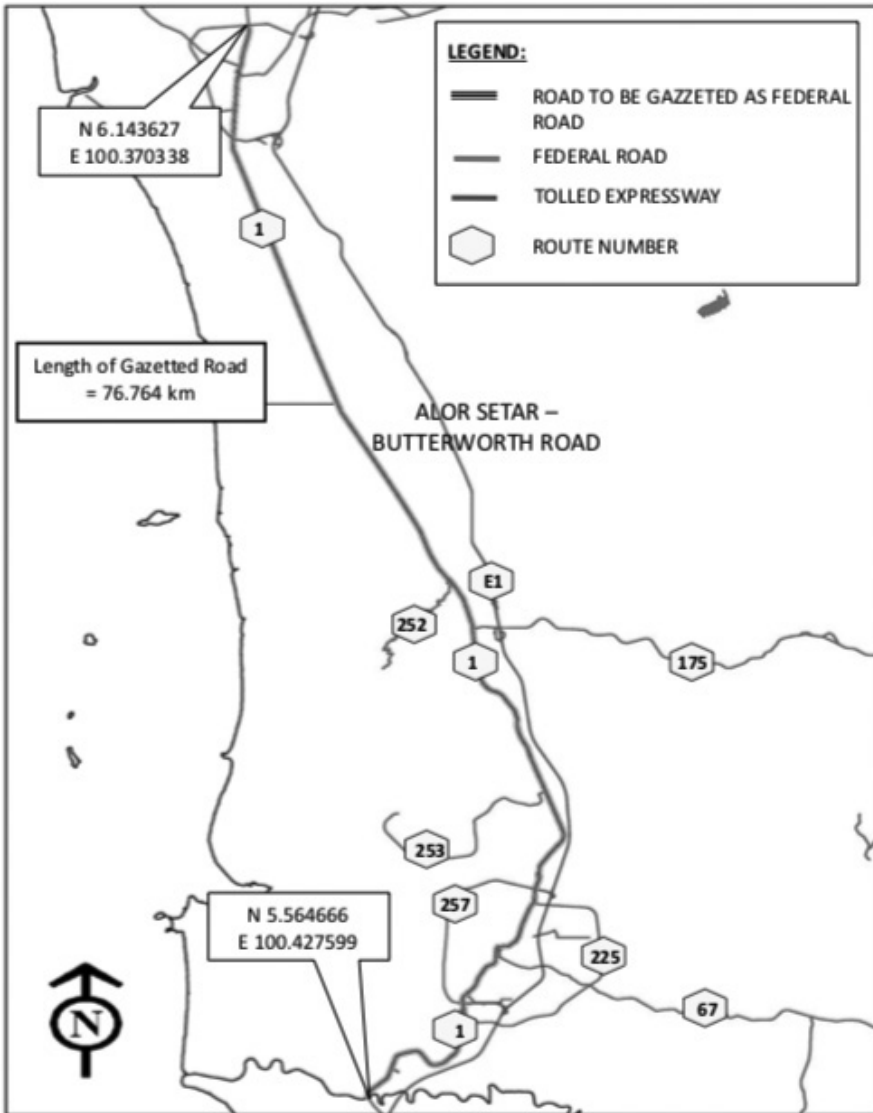 LEGEND:
ROAD TO BE GAZZETED AS FEDERAL
ROAD
FEDERAL ROAD
TOLLED EXPRESSWAY
ROUTE NUMBER
N 6.143627
E 100.370338
1
Length of Gazetted Road
= 76.764 km
ALOR SETAR –
BUTTERWORTH ROAD
E1
252
1
175
253
257
N 5.564666
E 100.427599
225
67
1
N